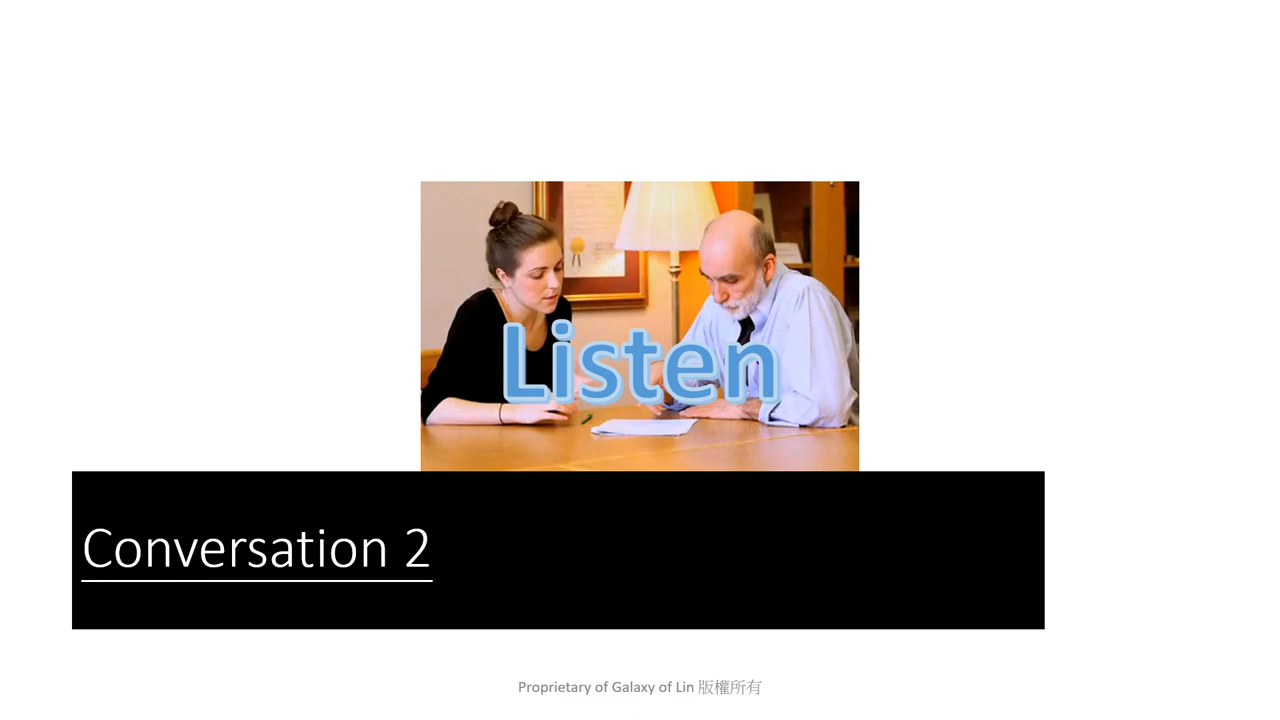 Listen
Conversation 2
Proprietary of Galaxy of Lin 版權所有